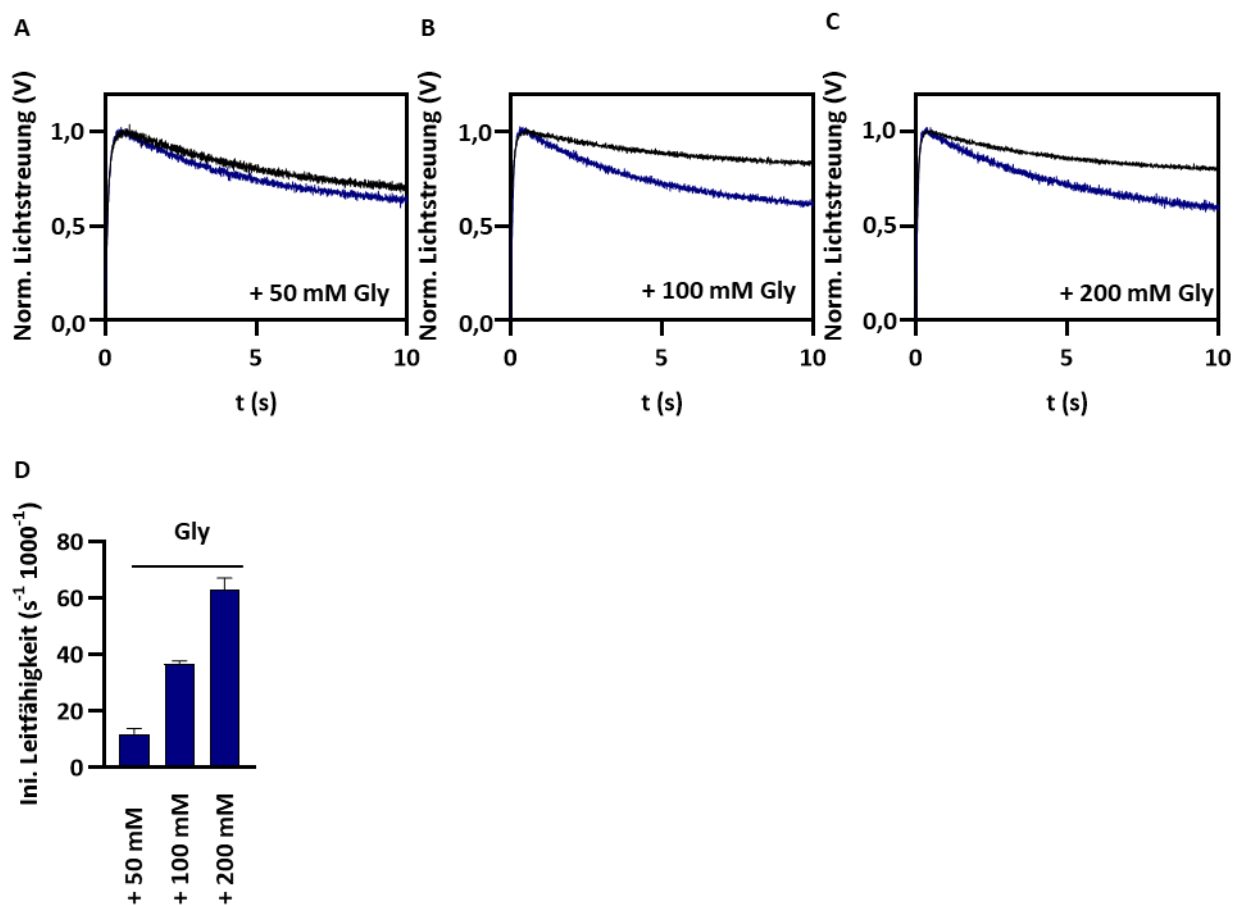 A
Norm. Lichtstreuung (V)
1,0
0,5
0,0
+ 50 mM Gly
0 5 10
t (s)
B
Norm. Lichtstreuung (V)
1,0
0,5
0,0
+ 100 mM Gly
0 5 10
t (s)
C
Norm. Lichtstreuung (V)
1,0
0,5
0,0
+ 200 mM Gly
0 5 10
t (s)
D
Ini. Leitfähigkeit (s⁻¹ 1000⁻¹)
Gly
80
60
40
20
0
+ 50 mM
+ 100 mM
+ 200 mM